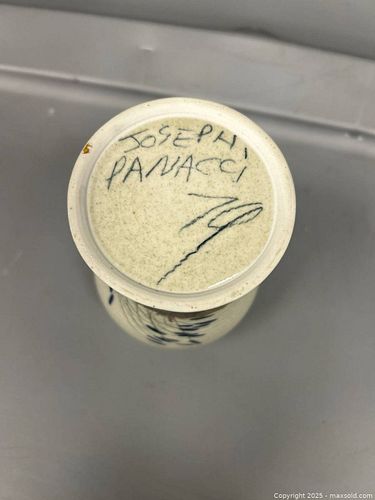 JOSEPH
PANACCI
79
Copyright 2025 - maxsold.com